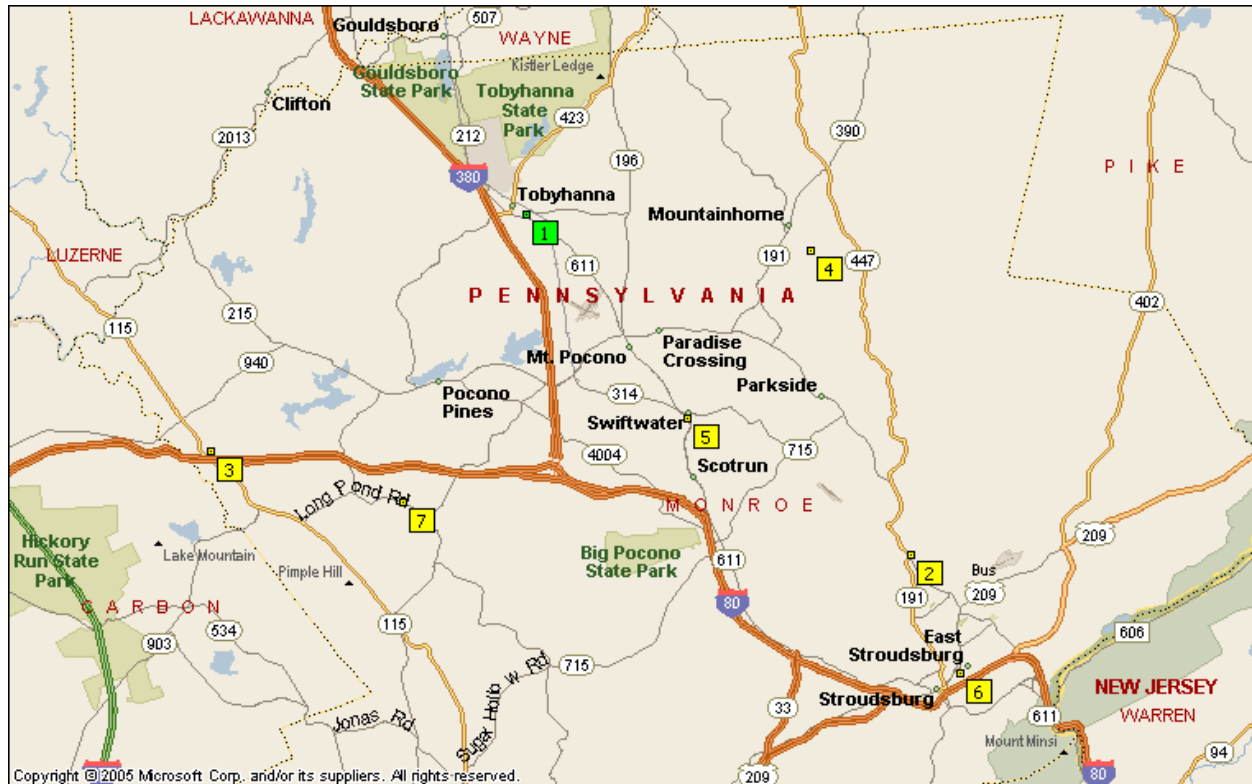 LACKAWANNA
Gouldsboro
507
WAYNE
Gouldsboro
State Park
Kistler Ledge
Tobyhanna
State
Park
Clifton
423
390
2013
212
196
PIKE
380
Tobyhanna
Mountainhome
1
LUZERNE
611
191
447
4
PENNSYLVANIA
402
115
215
Paradise
Crossing
Mt. Pocono
940
Pocono
Pines
314
Parkside
Swiftwater
5
715
4004
3
Scotrun
Long Pond Rd
MONROE
7
Hickory
Run State
Park
Lake Mountain
Big Pocono
State Park
209
611
Pimple Hill
2
Bus
209
80
191
CARBON
534
115
903
East
Stroudsburg
606
715
Stroudsburg
6
NEW JERSEY
WARREN
33
611
Jonas Rd
Sugar Hollow Rd
Mount Minsi
94
209
80
Copyright © 2005 Microsoft Corp. and/or its suppliers. All rights reserved.